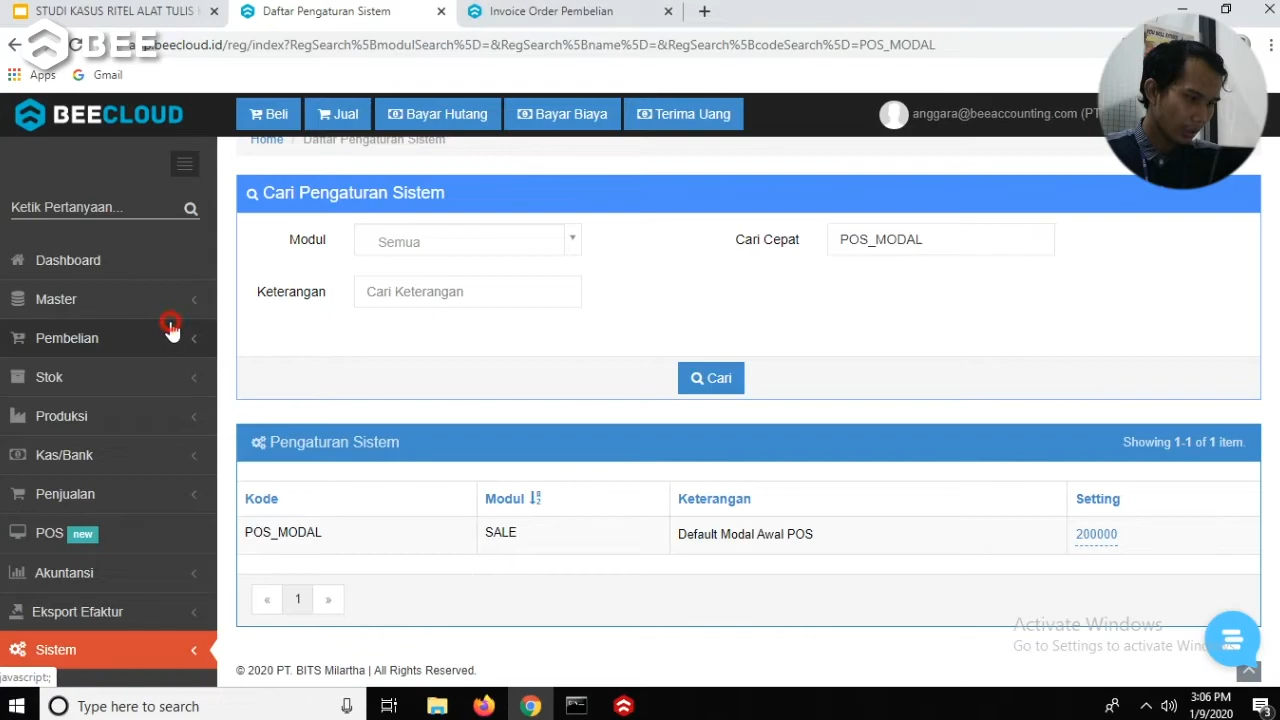 STUDI KASUS RITEL ALAT TULIS
Daftar Pengaturan Sistem
Invoice Order Pembelian
BEE
.beecloud.id/reg/index?RegSearch%5BmodulSearch%5D=&RegSearch%5Bname%5D=&RegSearch%5BcodeSearch%5D=POS_MODAL
Apps
Gmail
BEECLOUD
Beli
Jual
Bayar Hutang
Bayar Biaya
Terima Uang
anggara@beeaccounting.com (PT
Home / Daftar Pengaturan Sistem
Ketik Pertanyaan...
Dashboard
Master
Pembelian
Stok
Produksi
Kas/Bank
Penjualan
POS new
Akuntansi
Eksport Efaktur
Sistem
javascript:;
Cari Pengaturan Sistem
Modul
Semua
Cari Cepat
POS_MODAL
Keterangan
Cari Keterangan
Cari
Pengaturan Sistem
Showing 1-1 of 1 item.
Kode
Modul
Keterangan
Setting
POS_MODAL
SALE
Default Modal Awal POS
200000
« 1 »
Activate Windows
Go to Settings to activate
© 2020 PT. BITS Milartha | All Rights Reserved.
Type here to search
3:06 PM
1/9/2020
3